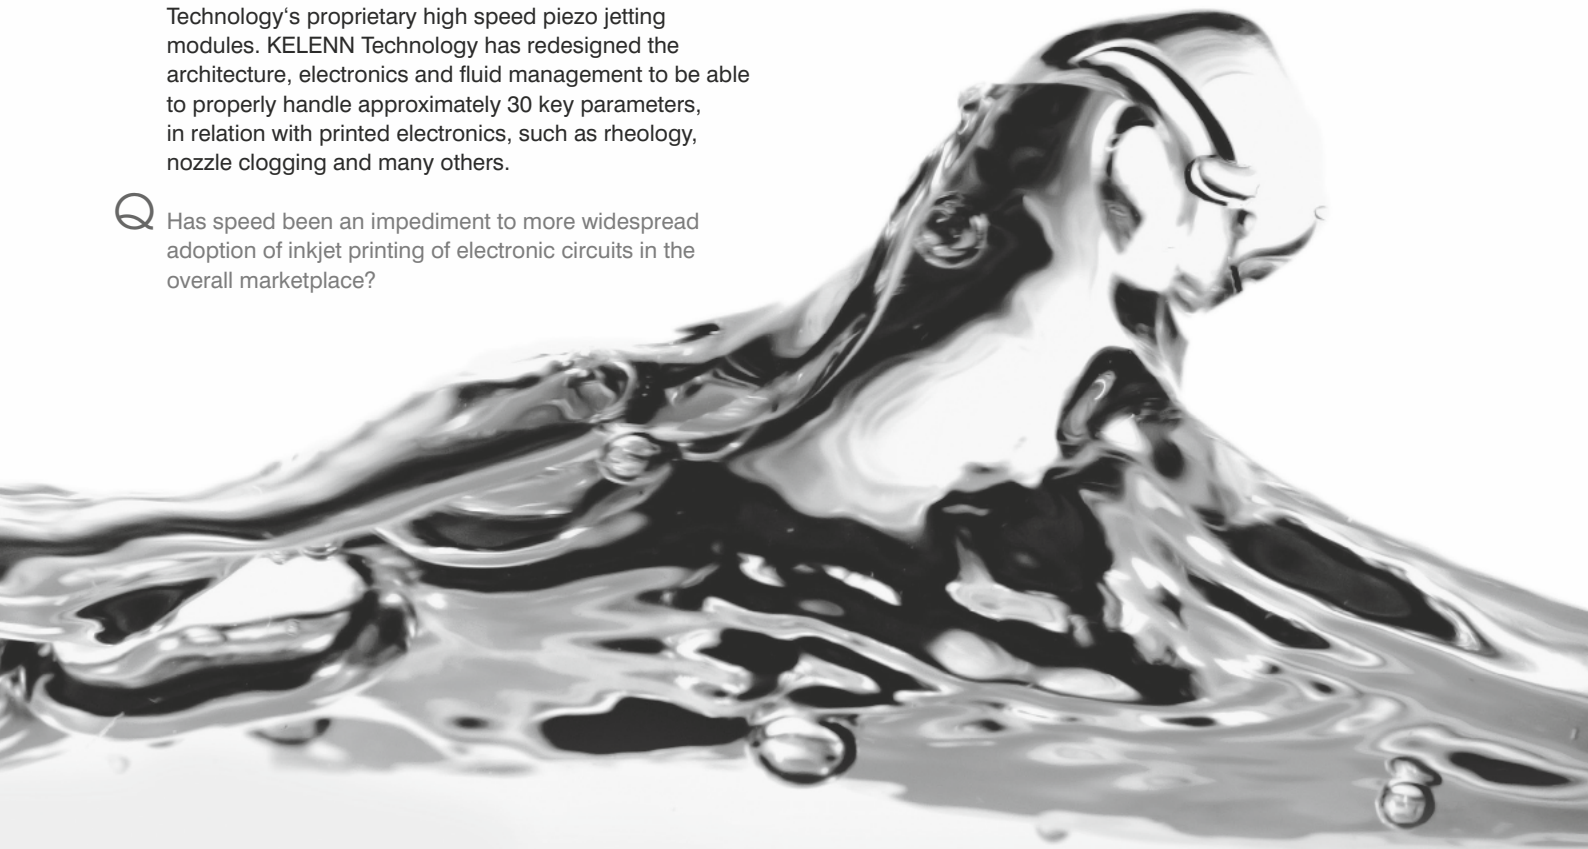 Technology‘s proprietary high speed piezo jetting
modules. KELENN Technology has redesigned the
architecture, electronics and fluid management to be able
to properly handle approximately 30 key parameters,
in relation with printed electronics, such as rheology,
nozzle clogging and many others.
Q Has speed been an impediment to more widespread
adoption of inkjet printing of electronic circuits in the
overall marketplace?